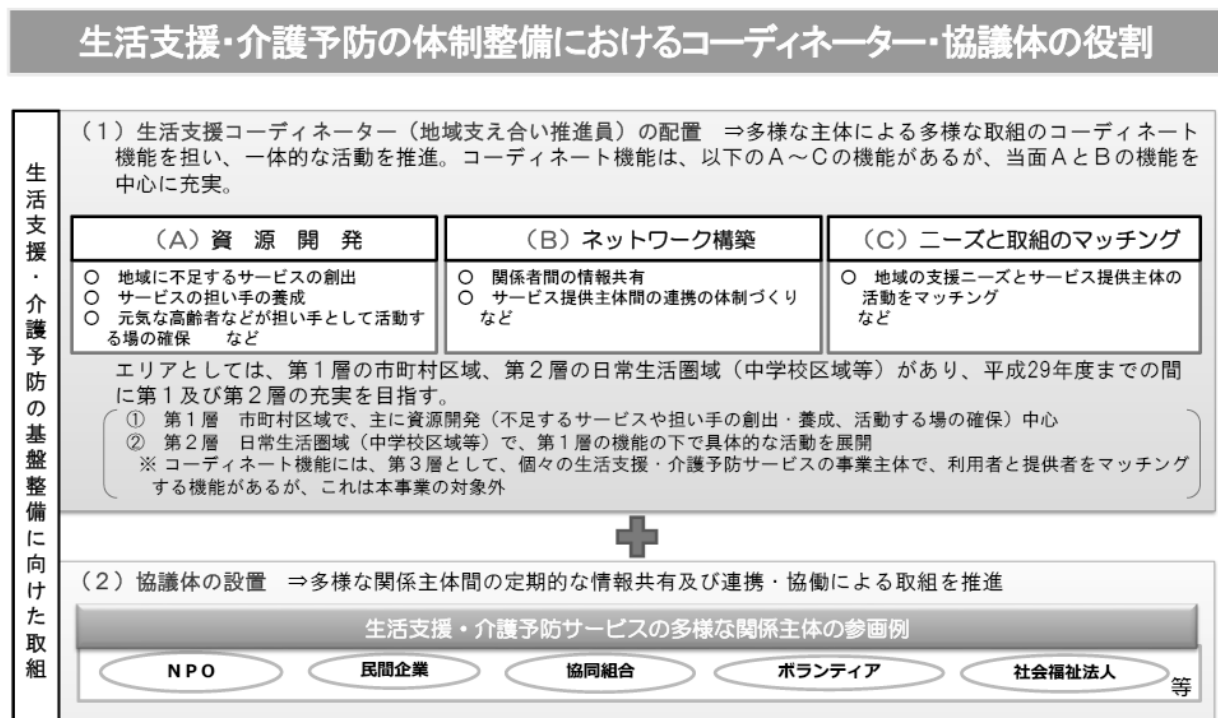 生活支援・介護予防の体制整備におけるコーディネーター・協議体の役割
生活支援・介護予防の基盤整備に向けた取組
（１）生活支援コーディネーター（地域支え合い推進員）の配置　⇒多様な主体による多様な取組のコーディネート
機能を担い、一体的な活動を推進。コーディネート機能は、以下のＡ～Ｃの機能があるが、当面ＡとＢの機能を
中心に充実。
（A）資　源　開　発
○　地域に不足するサービスの創出
○　サービスの担い手の養成
○　元気な高齢者などが担い手として活動す
る場の確保　　など
（B）ネットワーク構築
○　関係者間の情報共有
○　サービス提供主体間の連携の体制づくり
など
（C）ニーズと取組のマッチング
○　地域の支援ニーズとサービス提供主体の
活動をマッチング
など
エリアとしては、第１層の市町村区域、第２層の日常生活圏域（中学校区域等）があり、平成29年度までの間
に第１及び第２層の充実を目指す。
①　第１層　市町村区域で、主に資源開発（不足するサービスや担い手の創出・養成、活動する場の確保）中心
②　第２層　日常生活圏域（中学校区域等）で、第１層の機能の下で具体的な活動を展開
※ コーディネート機能には、第３層として、個々の生活支援・介護予防サービスの事業主体で、利用者と提供者をマッチング
する機能があるが、これは本事業の対象外
（２）協議体の設置　⇒多様な関係主体間の定期的な情報共有及び連携・協働による取組を推進
生活支援・介護予防サービスの多様な関係主体の参画例
ＮＰＯ
民間企業
協同組合
ボランティア
社会福祉法人
等